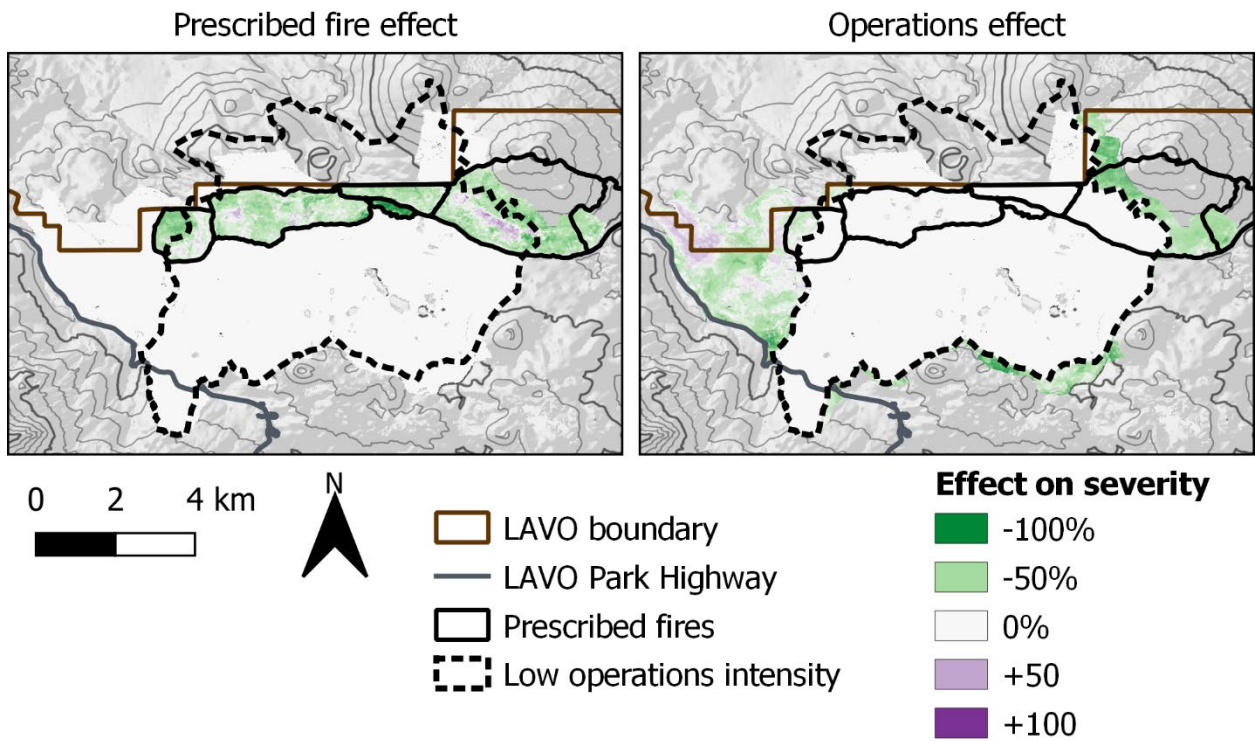 Prescribed fire effect
Operations effect
0 2 4 km
N
LAVO boundary
LAVO Park Highway
Prescribed fires
Low operations intensity
Effect on severity
-100%
-50%
0%
+50
+100